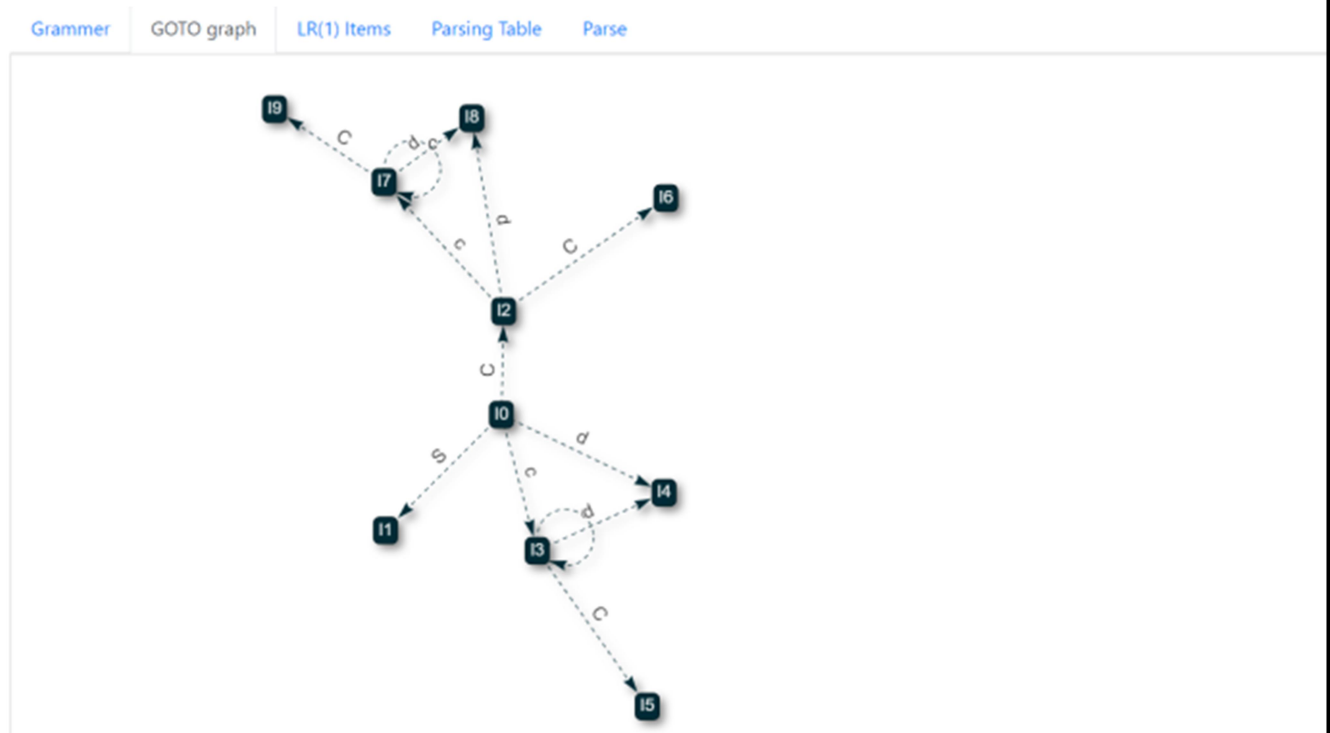 Grammer GOTO graph LR(1) Items Parsing Table Parse
I9
I8
C
d
c
I7
I6
d
c
C
I2
C
I0
d
S
c
I4
d
I1
I3
C
I5